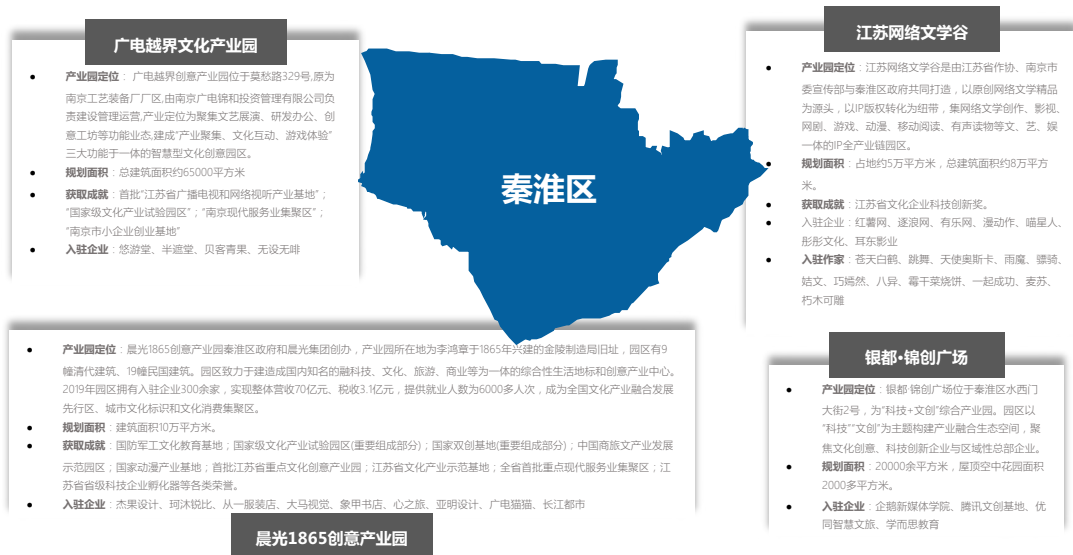 广电越界文化产业园
产业园定位：广电越界创意产业园位于莫愁路329号,原为
南京工艺装备厂厂区,由南京广电锦和投资管理有限公司负
责建设管理运营,产业定位为聚集文艺展演、研发办公、创
意工坊等功能业态,建成“产业聚集、文化互动、游戏体验”
三大功能于一体的智慧型文化创意园区。
规划面积：总建筑面积约65000平方米
获取成就：首批“江苏省广播电视和网络视听产业基地”；
“国家级文化产业试验园区”；“南京现代服务业集聚区”；
“南京市小企业创业基地”
入驻企业：悠游堂、半遮堂、贝客青果、无设无啡
秦淮区
江苏网络文学谷
产业园定位：江苏网络文学谷是由江苏省作协、南京市
委宣传部与秦淮区政府共同打造，以原创网络文学精品
为源头，以IP版权转化为纽带，集网络文学创作、影视、
网剧、游戏、动漫、移动阅读、有声读物等文、艺、娱
一体的IP全产业链园区。
规划面积：占地约5万平方米，总建筑面积约8万平方
米。
获取成就：江苏省文化企业科技创新奖。
入驻企业：红薯网、逐浪网、有乐网、漫动作、喵星人、
彤彤文化、耳东影业
入驻作家：苍天白鹤、跳舞、天使奥斯卡、雨魔、骠骑、
姞文、巧嫣然、八异、霉干菜烧饼、一起成功、麦苏、
朽木可雕
产业园定位：晨光1865创意产业园秦淮区政府和晨光集团创办，产业园所在地为李鸿章于1865年兴建的金陵制造局旧址，园区有9
幢清代建筑、19幢民国建筑。园区致力于建造成国内知名的融科技、文化、旅游、商业等为一体的综合性生活地标和创意产业中心。
2019年园区拥有入驻企业300余家，实现整体营收70亿元、税收3.1亿元，提供就业人数为6000多人次，成为全国文化产业融合发展
先行区、城市文化标识和文化消费集聚区。
规划面积：建筑面积10万平方米。
获取成就：国防军工文化教育基地；国家级文化产业试验园区(重要组成部分)；国家双创基地(重要组成部分)；中国商旅文产业发展
示范园区；国家动漫产业基地；首批江苏省重点文化创意产业园；江苏省文化产业示范基地；全省首批重点现代服务业集聚区；江
苏省省级科技企业孵化器等各类荣誉。
入驻企业：杰果设计、珂沐锐比、从一服装店、大马视觉、象甲书店、心之旅、亚明设计、广电猫猫、长江都市
晨光1865创意产业园
银都·锦创广场
产业园定位：银都·锦创广场位于秦淮区水西门
大街2号，为“科技+文创”综合产业园。园区以
“科技”“文创”为主题构建产业融合生态空间，聚
焦文化创意、科技创新企业与区域性总部企业。
规划面积：20000余平方米，屋顶空中花园面积
2000多平方米。
入驻企业：企鹅新媒体学院、腾讯文创基地、优
同智慧文旅、学而思教育